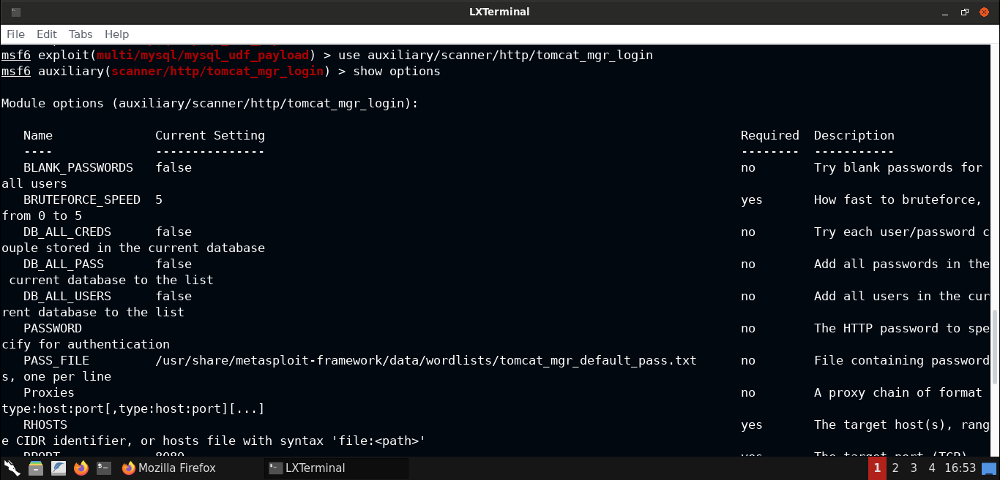 LXTerminal
File Edit Tabs Help
msf6 exploit(multi/mysql/mysql_udf_payload) > use auxiliary/scanner/http/tomcat_mgr_login
msf6 auxiliary(scanner/http/tomcat_mgr_login) > show options
Module options (auxiliary/scanner/http/tomcat_mgr_login):
Name Current Setting Required Description
---- --------------- -------- -----------
BLANK_PASSWORDS false no Try blank passwords for
all users
BRUTEFORCE_SPEED 5 yes How fast to bruteforce,
from 0 to 5
DB_ALL_CREDS false no Try each user/password c
ouple stored in the current database
DB_ALL_PASS false no Add all passwords in the
current database to the list
DB_ALL_USERS false no Add all users in the cur
rent database to the list
PASSWORD no The HTTP password to spe
cify for authentication
PASS_FILE /usr/share/metasploit-framework/data/wordlists/tomcat_mgr_default_pass.txt no File containing password
s, one per line
Proxies no A proxy chain of format
type:host:port[,type:host:port][...]
RHOSTS yes The target host(s), rang
e CIDR identifier, or hosts file with syntax 'file:<path>'
RPORT 8080 yes The target port (TCP)
Mozilla Firefox LXTerminal 1 2 3 4 16:53